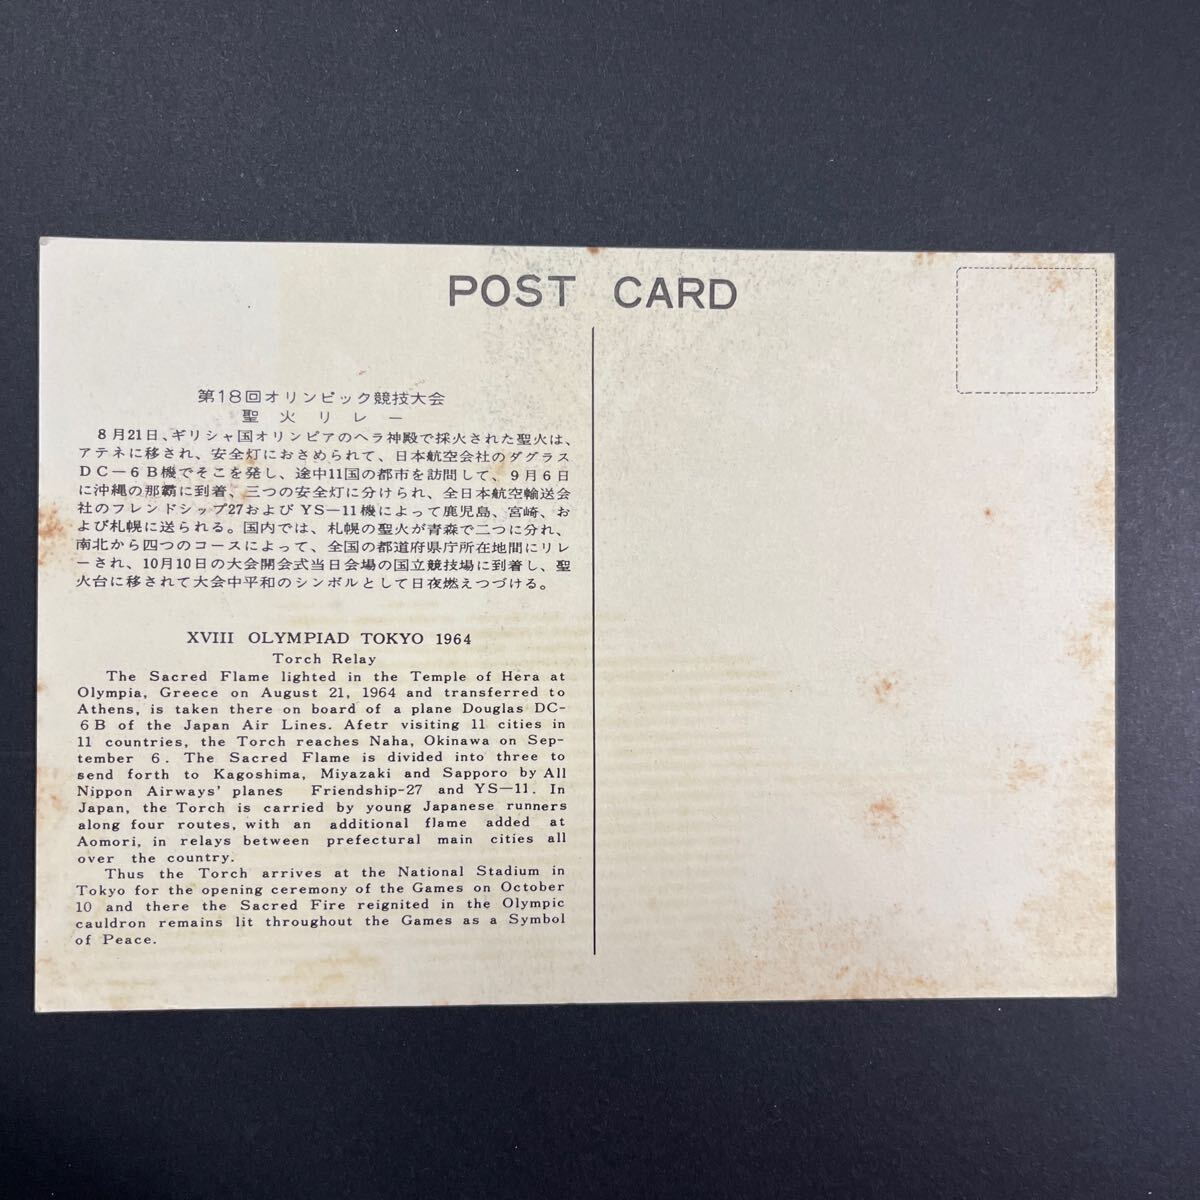 POST CARD
第18回オリンピック競技大会
聖火リレー
8月21日、ギリシャ国オリンピアのヘラ神殿で採火された聖火は、
アテネに移され、安全灯におさめられて、日本航空会社のダグラス
DC－6B機でそこを発し、途中11国の都市を訪問して、9月6日
に沖縄の那覇に到着、三つの安全灯に分けられ、全日本航空輸送会
社のフレンドシップ27およびYS－11機によって鹿児島、宮崎、お
よび札幌に送られる。国内では、札幌の聖火が青森で二つに分れ、
南北から四つのコースによって、全国の都道府県庁所在地間にリレ
ーされ、10月10日の大会開会式当日会場の国立競技場に到着し、聖
火台に移されて大会中平和のシンボルとして日夜燃えつづける。
XVIII OLYMPIAD TOKYO 1964
Torch Relay
The Sacred Flame lighted in the Temple of Hera at
Olympia, Greece on August 21, 1964 and transferred to
Athens, is taken there on board of a plane Douglas DC-
6B of the Japan Air Lines. Afetr visiting 11 cities in
11 countries, the Torch reaches Naha, Okinawa on Sep-
tember 6. The Sacred Flame is divided into three to
send forth to Kagoshima, Miyazaki and Sapporo by All
Nippon Airways' planes Friendship-27 and YS—11. In
Japan, the Torch is carried by young Japanese runners
along four routes, with an additional flame added at
Aomori, in relays between prefectural main cities all
over the country.
Thus the Torch arrives at the National Stadium in
Tokyo for the opening ceremony of the Games on October
10 and there the Sacred Fire reignited in the Olympic
cauldron remains lit throughout the Games as a Symbol
of Peace.